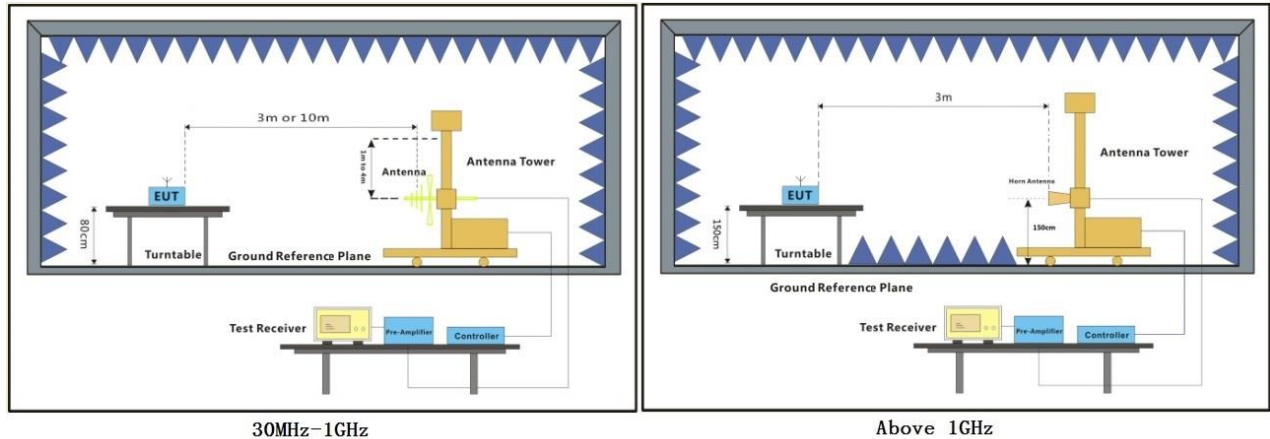 3m or 10m
1m to 4m
Antenna
Antenna Tower
EUT
80cm
Turntable
Ground Reference Plane
Test Receiver
Pre-Amplifier
Controller
30MHz-1GHz
3m
Antenna Tower
Horn Antenna
EUT
150cm
150cm
Turntable
Ground Reference Plane
Test Receiver
Pre-Amplifier
Controller
Above 1GHz